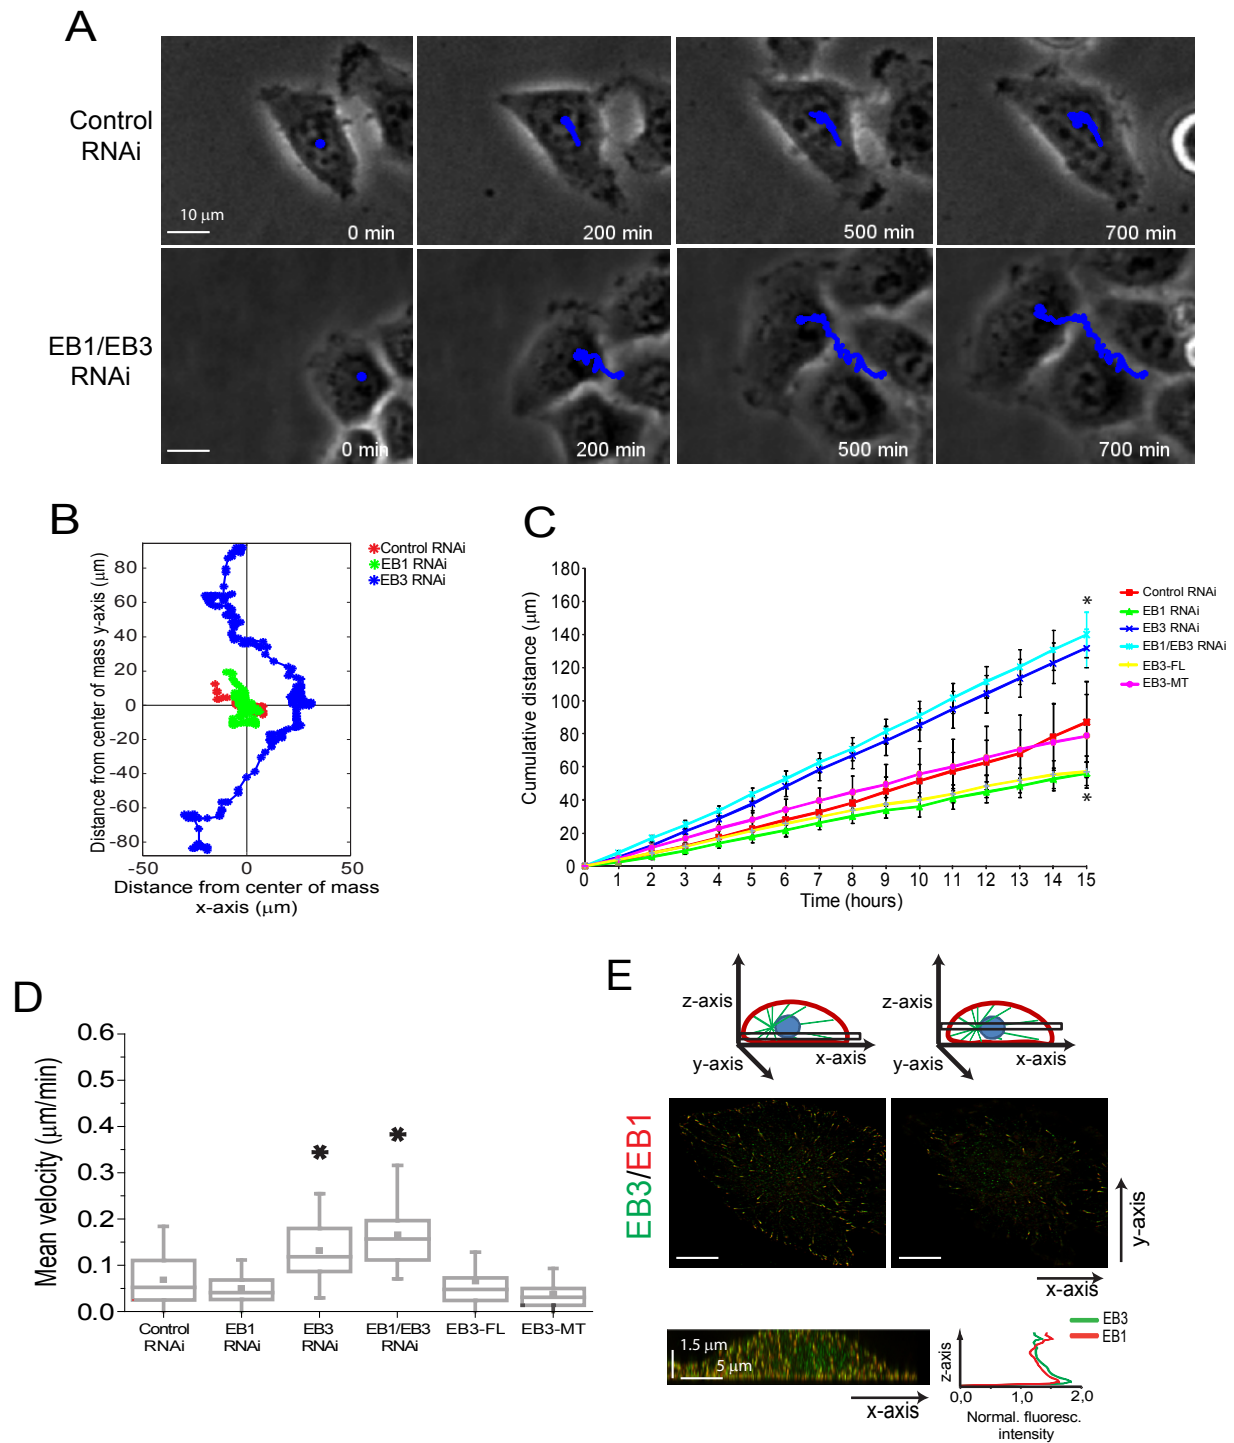 A
Control
RNAi
10 μm
0 min
200 min
500 min
700 min
EB1/EB3
RNAi
0 min
200 min
500 min
700 min
B
Distance from center of mass y-axis (μm)
80
60
40
20
0
-20
-40
-60
-80
-50
0
50
Distance from center of mass
x-axis (μm)
Control RNAi
EB1 RNAi
EB3 RNAi
C
Cumulative distance (μm)
180
160
140
120
100
80
60
40
20
0
0 1 2 3 4 5 6 7 8 9 10 11 12 13 14 15
Time (hours)
*
*
Control RNAi
EB1 RNAi
EB3 RNAi
EB1/EB3 RNAi
EB3-FL
EB3-MT
D
Mean velocity (μm/min)
0.6
0.5
0.4
0.3
0.2
0.1
0.0
*
*
Control
RNAi
EB1
RNAi
EB3
RNAi
EB1/EB3
RNAi
EB3-FL
EB3-MT
E
z-axis
y-axis
x-axis
z-axis
y-axis
x-axis
EB3/EB1
y-axis
x-axis
1.5 μm
5 μm
x-axis
z-axis
EB3
EB1
0,0
1,0
2,0
Normal. fluoresc.
intensity